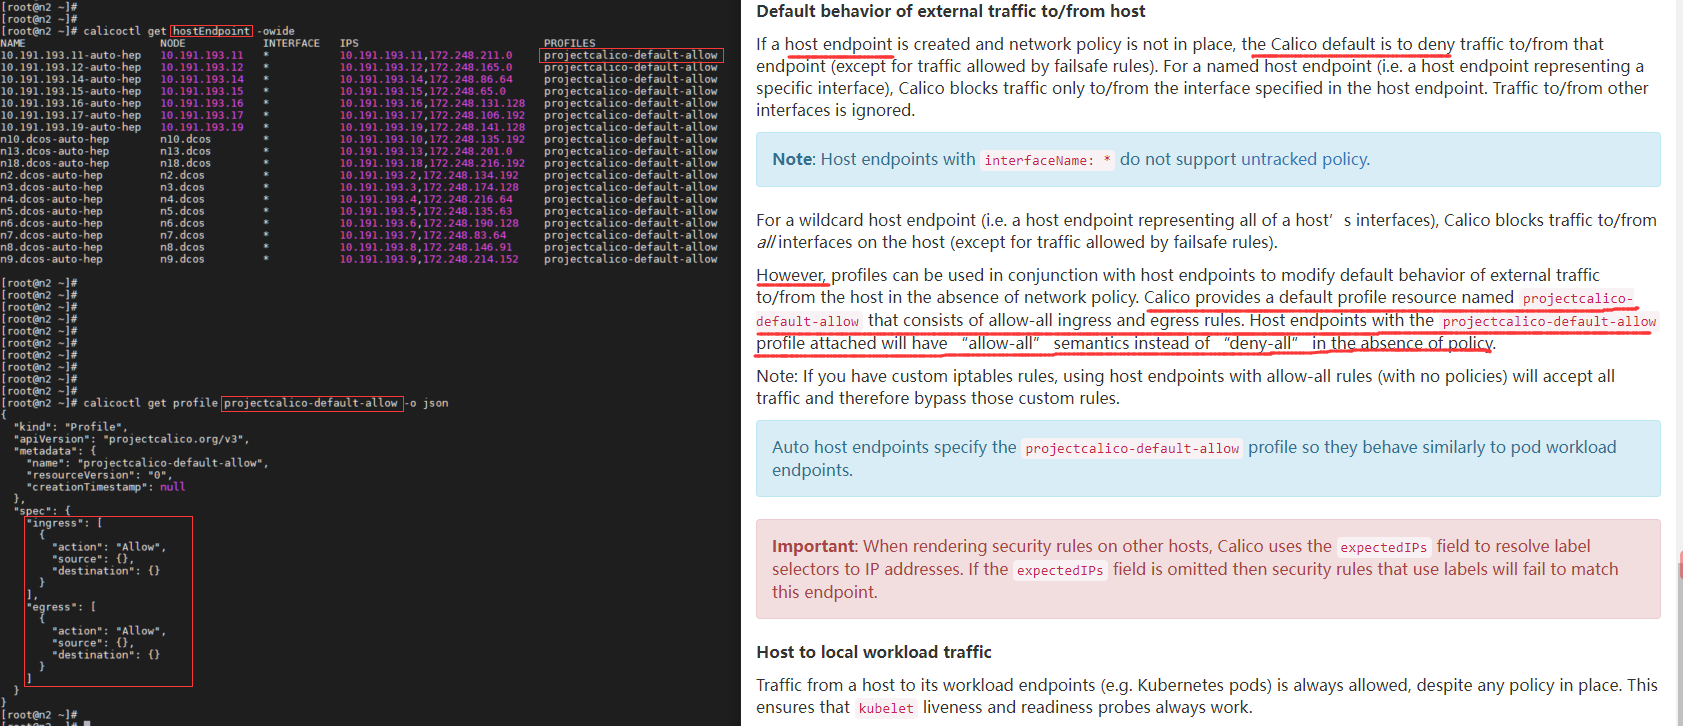 [root@n2 ~]#
[root@n2 ~]#
[root@n2 ~]# calicoctl get hostEndpoint -owide
NAME NODE INTERFACE IPS PROFILES
10.191.193.11-auto-hep 10.191.193.11 * 10.191.193.11,172.248.211.0 projectcalico-default-allow
10.191.193.12-auto-hep 10.191.193.12 * 10.191.193.12,172.248.165.0 projectcalico-default-allow
10.191.193.14-auto-hep 10.191.193.14 * 10.191.193.14,172.248.86.64 projectcalico-default-allow
10.191.193.15-auto-hep 10.191.193.15 * 10.191.193.15,172.248.65.0 projectcalico-default-allow
10.191.193.16-auto-hep 10.191.193.16 * 10.191.193.16,172.248.131.128 projectcalico-default-allow
10.191.193.17-auto-hep 10.191.193.17 * 10.191.193.17,172.248.106.192 projectcalico-default-allow
10.191.193.19-auto-hep 10.191.193.19 * 10.191.193.19,172.248.141.128 projectcalico-default-allow
n10.dcos-auto-hep n10.dcos * 10.191.193.10,172.248.135.192 projectcalico-default-allow
n13.dcos-auto-hep n13.dcos * 10.191.193.13,172.248.201.0 projectcalico-default-allow
n18.dcos-auto-hep n18.dcos * 10.191.193.18,172.248.216.192 projectcalico-default-allow
n2.dcos-auto-hep n2.dcos * 10.191.193.2,172.248.134.192 projectcalico-default-allow
n3.dcos-auto-hep n3.dcos * 10.191.193.3,172.248.174.128 projectcalico-default-allow
n4.dcos-auto-hep n4.dcos * 10.191.193.4,172.248.216.64 projectcalico-default-allow
n5.dcos-auto-hep n5.dcos * 10.191.193.5,172.248.135.63 projectcalico-default-allow
n6.dcos-auto-hep n6.dcos * 10.191.193.6,172.248.190.128 projectcalico-default-allow
n7.dcos-auto-hep n7.dcos * 10.191.193.7,172.248.83.64 projectcalico-default-allow
n8.dcos-auto-hep n8.dcos * 10.191.193.8,172.248.146.91 projectcalico-default-allow
n9.dcos-auto-hep n9.dcos * 10.191.193.9,172.248.214.152 projectcalico-default-allow
[root@n2 ~]#
[root@n2 ~]#
[root@n2 ~]#
[root@n2 ~]#
[root@n2 ~]#
[root@n2 ~]#
[root@n2 ~]#
[root@n2 ~]#
[root@n2 ~]#
[root@n2 ~]#
[root@n2 ~]# calicoctl get profile projectcalico-default-allow -o json
{
"kind": "Profile",
"apiVersion": "projectcalico.org/v3",
"metadata": {
"name": "projectcalico-default-allow",
"resourceVersion": "0",
"creationTimestamp": null
},
"spec": {
"ingress": [
{
"action": "Allow",
"source": {},
"destination": {}
}
],
"egress": [
{
"action": "Allow",
"source": {},
"destination": {}
}
]
}
}
[root@n2 ~]#
[root@n2 ~]#
Default behavior of external traffic to/from host
If a host endpoint is created and network policy is not in place, the Calico default is to deny traffic to/from that
endpoint (except for traffic allowed by failsafe rules). For a named host endpoint (i.e. a host endpoint representing a
specific interface), Calico blocks traffic only to/from the interface specified in the host endpoint. Traffic to/from other
interfaces is ignored.
Note: Host endpoints with interfaceName: * do not support untracked policy.
For a wildcard host endpoint (i.e. a host endpoint representing all of a host’s interfaces), Calico blocks traffic to/from
all interfaces on the host (except for traffic allowed by failsafe rules).
However, profiles can be used in conjunction with host endpoints to modify default behavior of external traffic
to/from the host in the absence of network policy. Calico provides a default profile resource named projectcalico-
default-allow that consists of allow-all ingress and egress rules. Host endpoints with the projectcalico-default-allow
profile attached will have “allow-all” semantics instead of “deny-all” in the absence of policy.
Note: If you have custom iptables rules, using host endpoints with allow-all rules (with no policies) will accept all
traffic and therefore bypass those custom rules.
Auto host endpoints specify the projectcalico-default-allow profile so they behave similarly to pod workload
endpoints.
Important: When rendering security rules on other hosts, Calico uses the expectedIPs field to resolve label
selectors to IP addresses. If the expectedIPs field is omitted then security rules that use labels will fail to match
this endpoint.
Host to local workload traffic
Traffic from a host to its workload endpoints (e.g. Kubernetes pods) is always allowed, despite any policy in place. This
ensures that kubelet liveness and readiness probes always work.